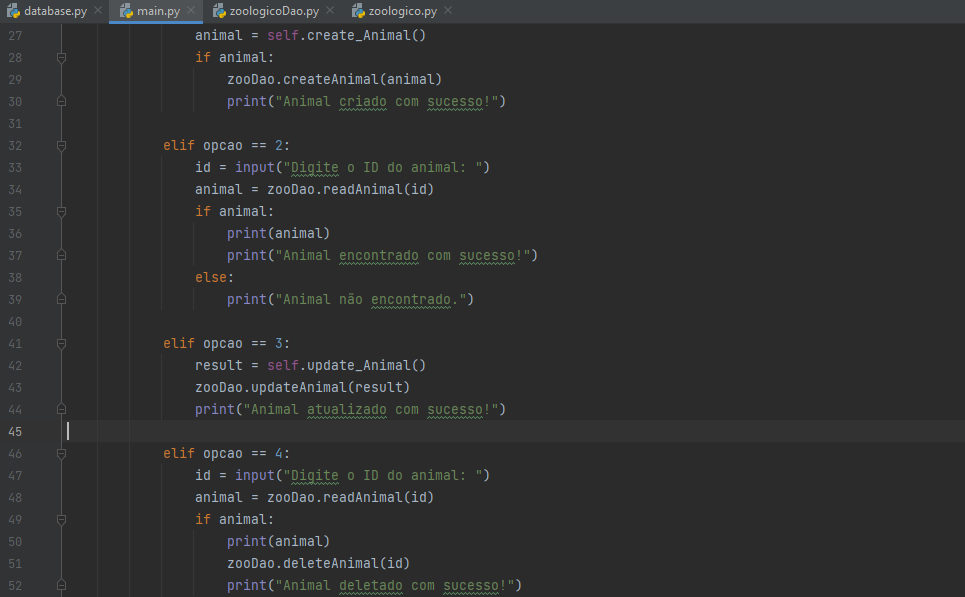 database.py main.py zoologicoDao.py zoologico.py
27 animal = self.create_Animal()
28 if animal:
29 zooDao.createAnimal(animal)
30 print("Animal criado com sucesso!")
31
32 elif opcao == 2:
33 id = input("Digite o ID do animal: ")
34 animal = zooDao.readAnimal(id)
35 if animal:
36 print(animal)
37 print("Animal encontrado com sucesso!")
38 else:
39 print("Animal não encontrado.")
40
41 elif opcao == 3:
42 result = self.update_Animal()
43 zooDao.updateAnimal(result)
44 print("Animal atualizado com sucesso!")
45
46 elif opcao == 4:
47 id = input("Digite o ID do animal: ")
48 animal = zooDao.readAnimal(id)
49 if animal:
50 print(animal)
51 zooDao.deleteAnimal(id)
52 print("Animal deletado com sucesso!")